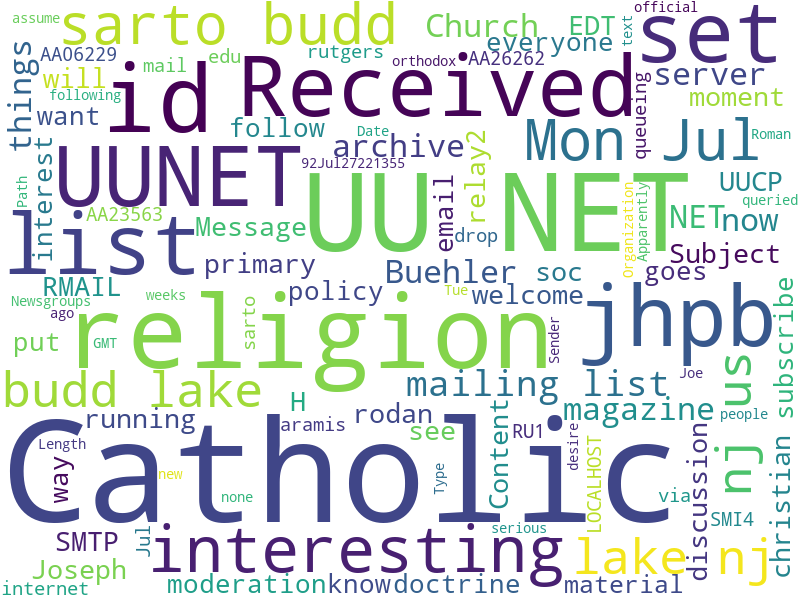 assume
sarto budd
Church
EDT
text
official
set
things
AA06229
edu
rutgers
everyone
mail
orthodox
AA26262
will
following
id
Received
queueing
server
moment
want
follow
Date
archive
relay2
Mon Jul
Roman
interest
UUNET
92Jul27221355
email
UU NET
UUCP
queried
Path
AA23563
Message
drop
Organization
Apparently
NET
now
list
primary
Buehler
soc
Subject
goes
RMAIL
policy
welcome
jhpb
Newsgroups
weeks
Tue
ago
religion
sarto
Sender
subscribe
put
GMT
Joe
us
budd lake
H
mailing list
magazine
running
aramis
rodan
see
RU1
people
Length
Catholic
Content
desire
LOCALHOST
nj
discussion
christian
way
new
none
Type
via
SMI4
SMTP
Jul
interesting
serious
lake nj
Joseph
internet
moderation
know
doctrine
material